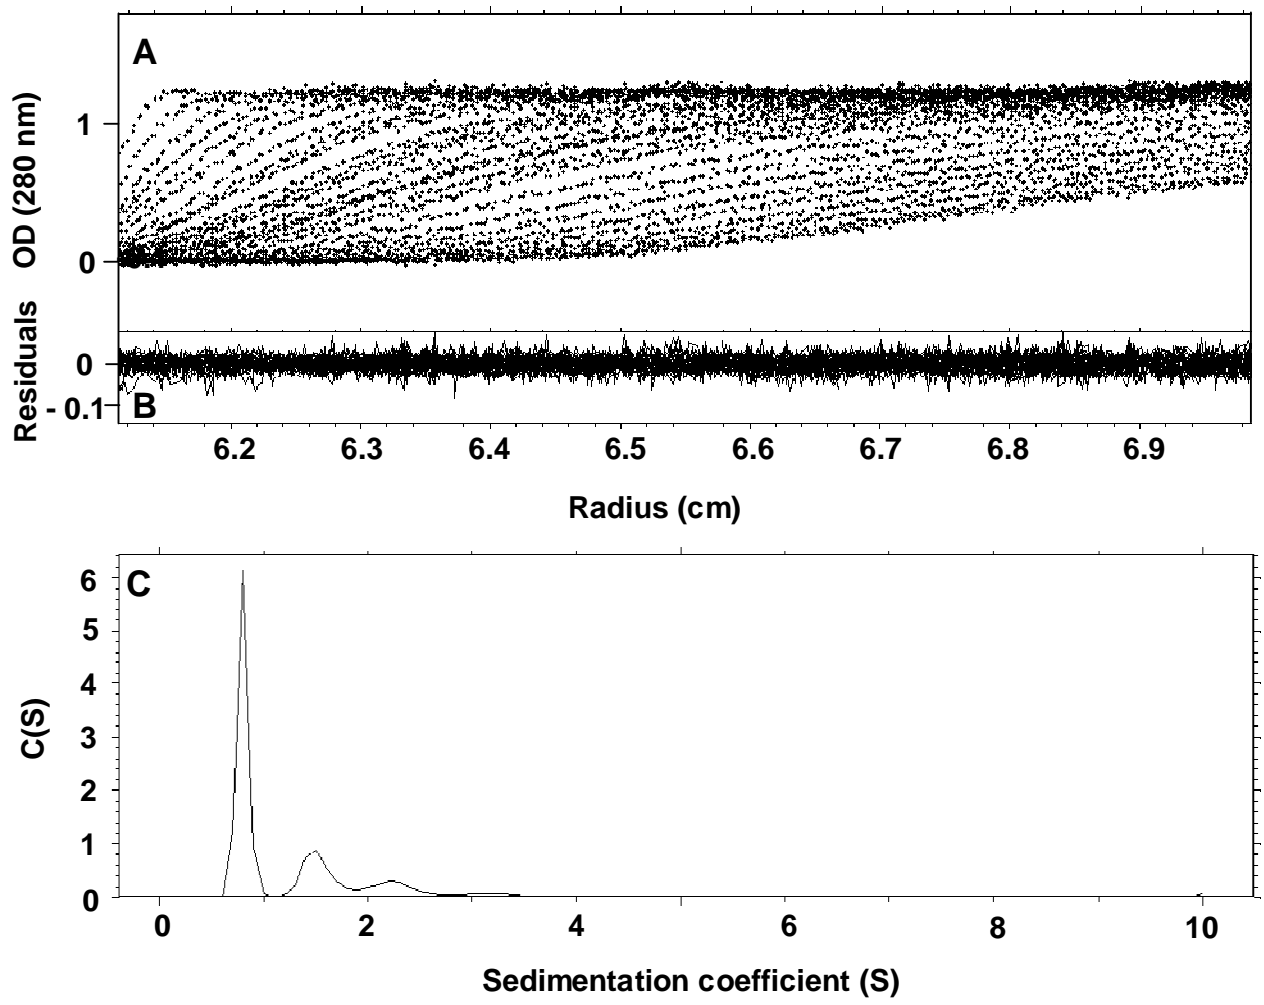 A
OD (280 nm)
1
0
Residuals
0
- 0.1
B
6.2 6.3 6.4 6.5 6.6 6.7 6.8 6.9
Radius (cm)
C
C(S)
6
5
4
3
2
1
0
0 2 4 6 8 10
Sedimentation coefficient (S)